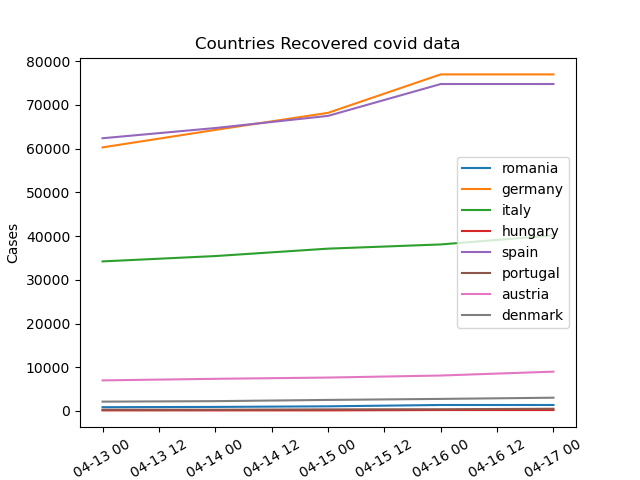 Countries Recovered covid data
80000
70000
60000
50000
40000
30000
20000
10000
0
Cases
romania
germany
italy
hungary
spain
portugal
austria
denmark
04-13 00
04-13 12
04-14 00
04-14 12
04-15 00
04-15 12
04-16 00
04-16 12
04-17 00